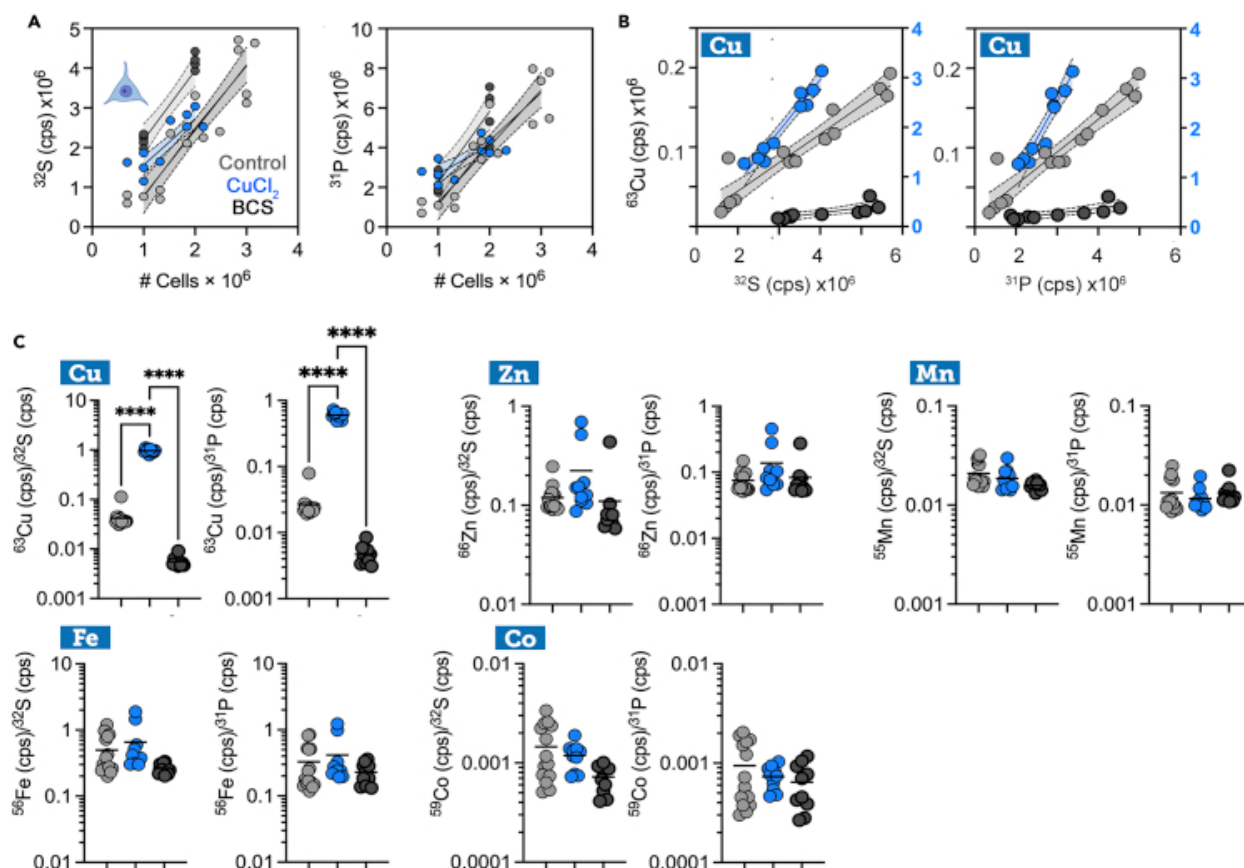 A
³²S (cps) x10⁶
5
4
3
2
1
0
0
1
2
3
4
# Cells × 10⁶
Control
CuCl₂
BCS
³¹P (cps) x10⁶
10
8
6
4
2
0
0
1
2
3
4
# Cells × 10⁶
B
Cu
⁶³Cu (cps) x10⁶
0.2
0.1
4
3
2
1
0
2
4
6
³²S (cps) x10⁶
Cu
0.2
0.1
4
3
2
1
0
2
4
6
³¹P (cps) x10⁶
C
Cu
⁶³Cu (cps)/³²S (cps)
10
1
0.1
0.01
0.001
****
****
⁶³Cu (cps)/³¹P (cps)
1
0.1
0.01
0.001
****
****
Zn
⁶⁶Zn (cps)/³²S (cps)
1
0.1
0.01
⁶⁶Zn (cps)/³¹P (cps)
1
0.1
0.01
0.001
Mn
⁵⁵Mn (cps)/³²S (cps)
0.1
0.01
0.001
⁵⁵Mn (cps)/³¹P (cps)
0.1
0.01
0.001
Fe
⁵⁶Fe (cps)/³²S (cps)
10
1
0.1
0.01
⁵⁶Fe (cps)/³¹P (cps)
10
1
0.1
0.01
Co
⁵⁹Co (cps)/³²S (cps)
0.01
0.001
0.0001
⁵⁹Co (cps)/³¹P (cps)
0.01
0.001
0.0001